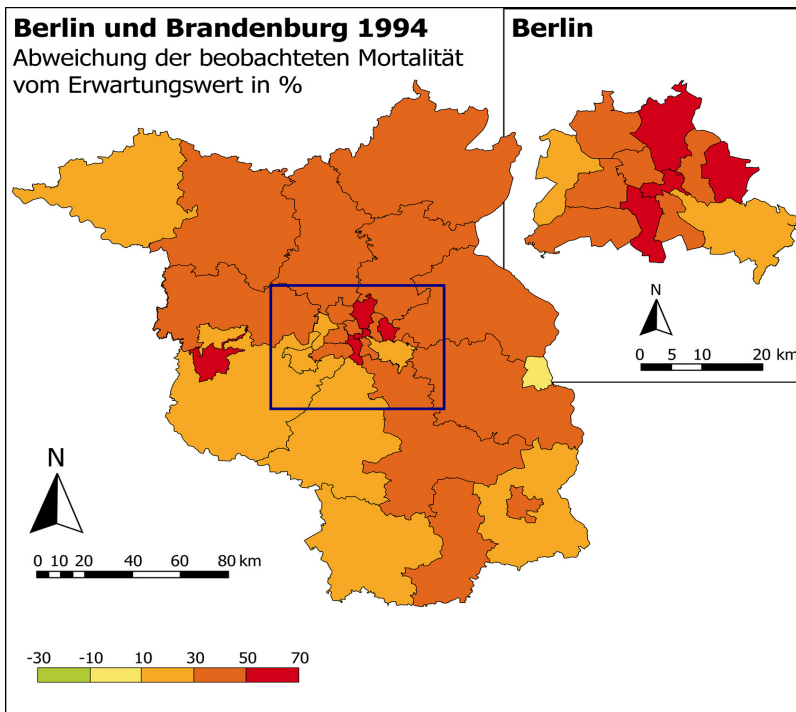 Berlin und Brandenburg 1994
Abweichung der beobachteten Mortalität
vom Erwartungswert in %
Berlin
N
0 5 10 20 km
N
0 10 20 40 60 80 km
-30 -10 10 30 50 70